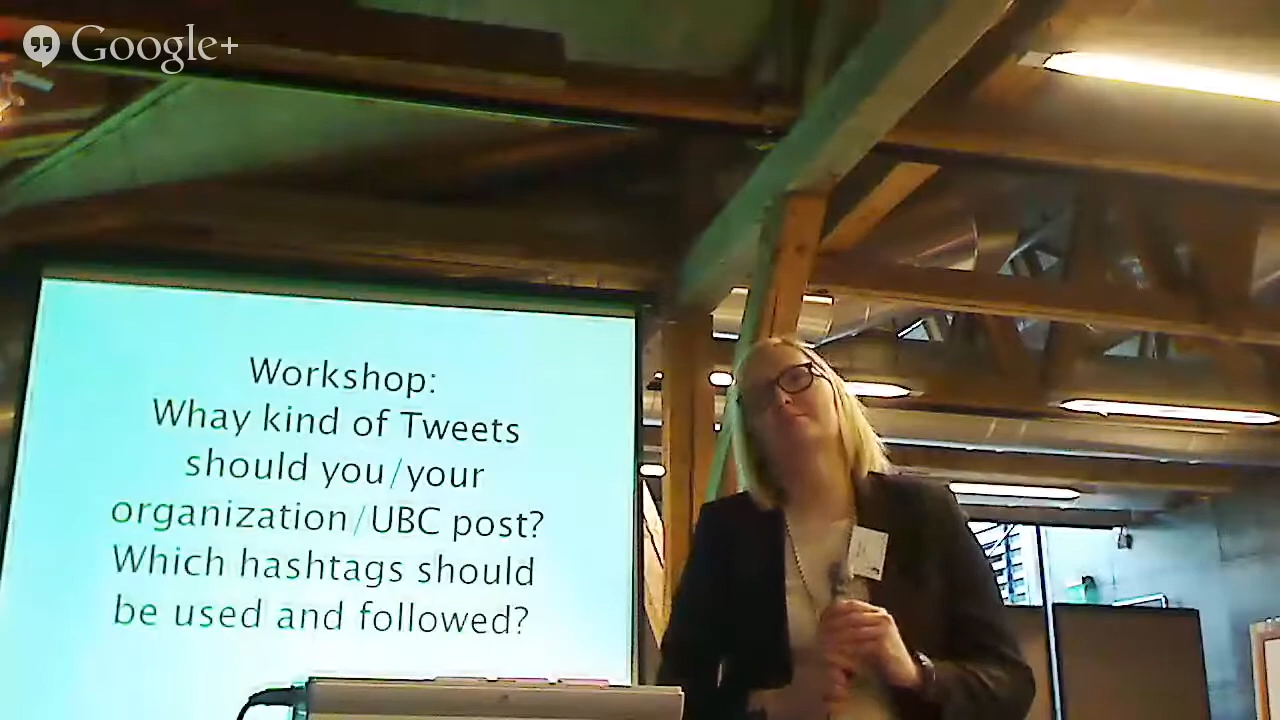 Google+
Workshop:
Whay kind of Tweets
should you/your
organization/UBC post?
Which hashtags should
be used and followed?